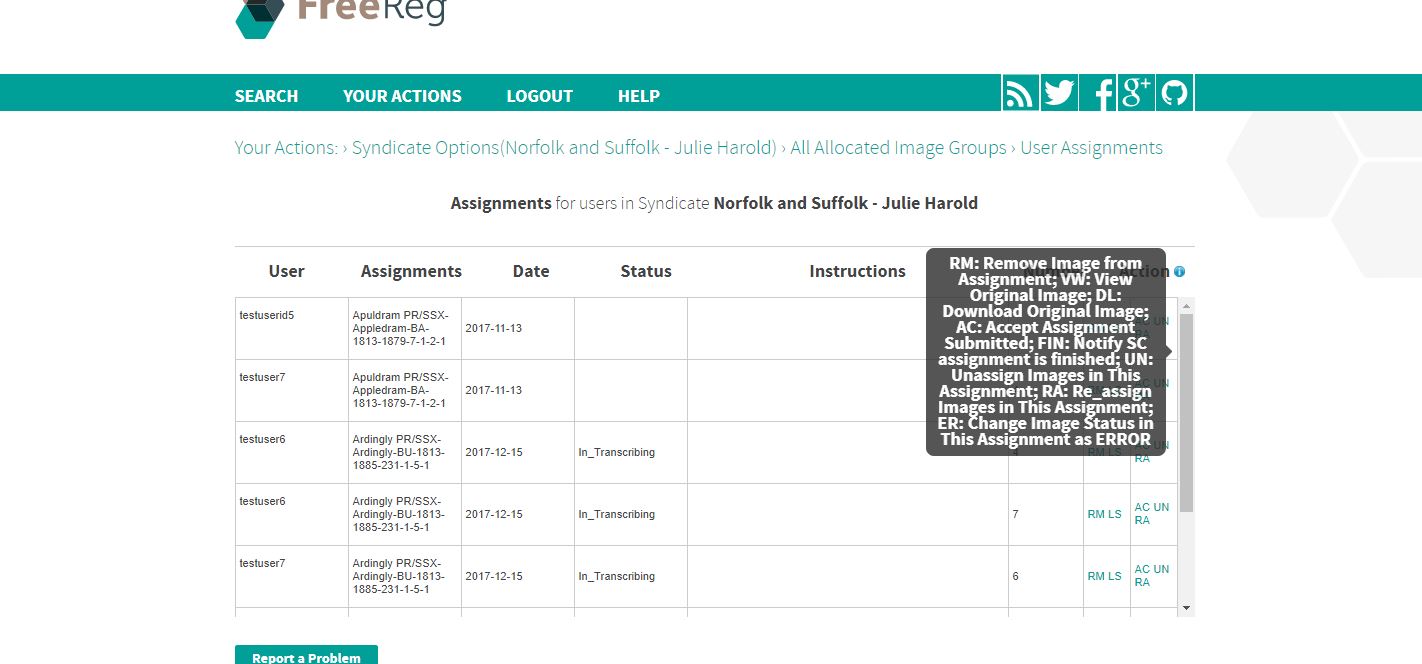 FreeReg
SEARCH YOUR ACTIONS LOGOUT HELP
Your Actions: › Syndicate Options(Norfolk and Suffolk - Julie Harold) › All Allocated Image Groups › User Assignments
Assignments for users in Syndicate Norfolk and Suffolk - Julie Harold
User Assignments Date Status Instructions Action
RM: Remove Image from
Assignment; VW: View
Original Image; DL:
Download Original Image;
AC: Accept Assignment
Submitted; FIN: Notify SC
assignment is finished; UN:
Unassign Images in This
Assignment; RA: Re_assign
Images in This Assignment;
ER: Change Image Status in
This Assignment as ERROR
testuserid5
Apuldram PR/SSX-
Appledram-BA-
1813-1879-7-1-2-1
2017-11-13
AC UN
RA
testuser7
Apuldram PR/SSX-
Appledram-BA-
1813-1879-7-1-2-1
2017-11-13
AC UN
testuser6
Ardingly PR/SSX-
Ardingly-BU-1813-
1885-231-1-5-1
2017-12-15
In_Transcribing
4
RM LS
AC UN
RA
testuser6
Ardingly PR/SSX-
Ardingly-BU-1813-
1885-231-1-5-1
2017-12-15
In_Transcribing
7
RM LS
AC UN
RA
testuser7
Ardingly PR/SSX-
Ardingly-BU-1813-
1885-231-1-5-1
2017-12-15
In_Transcribing
6
RM LS
AC UN
RA
Report a Problem